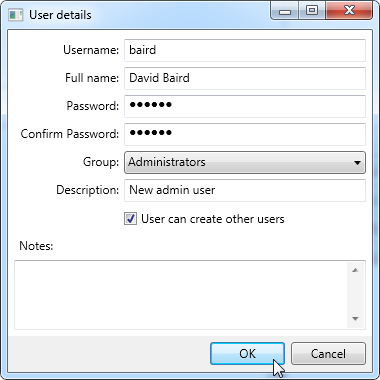 User details
Username: baird
Full name: David Baird
Password: ●●●●●●
Confirm Password: ●●●●●●
Group: Administrators
Description: New admin user
User can create other users
Notes:
OK Cancel